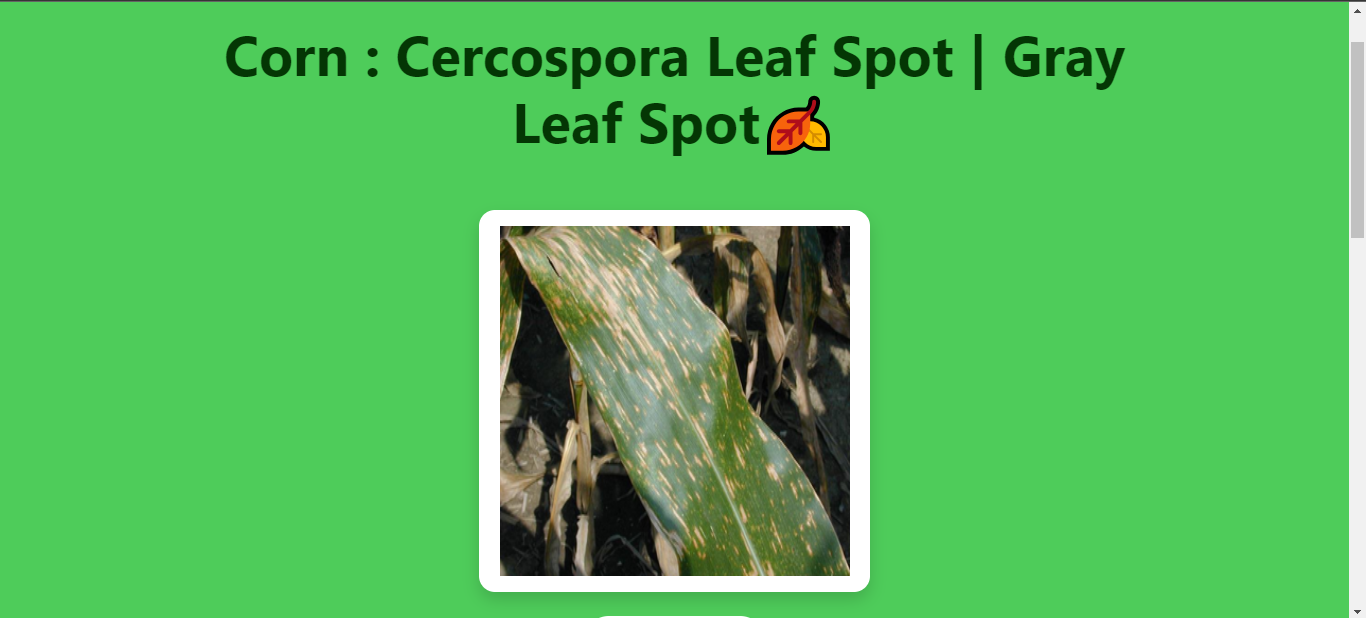 Corn : Cercospora Leaf Spot | Gray
Leaf Spot🍂